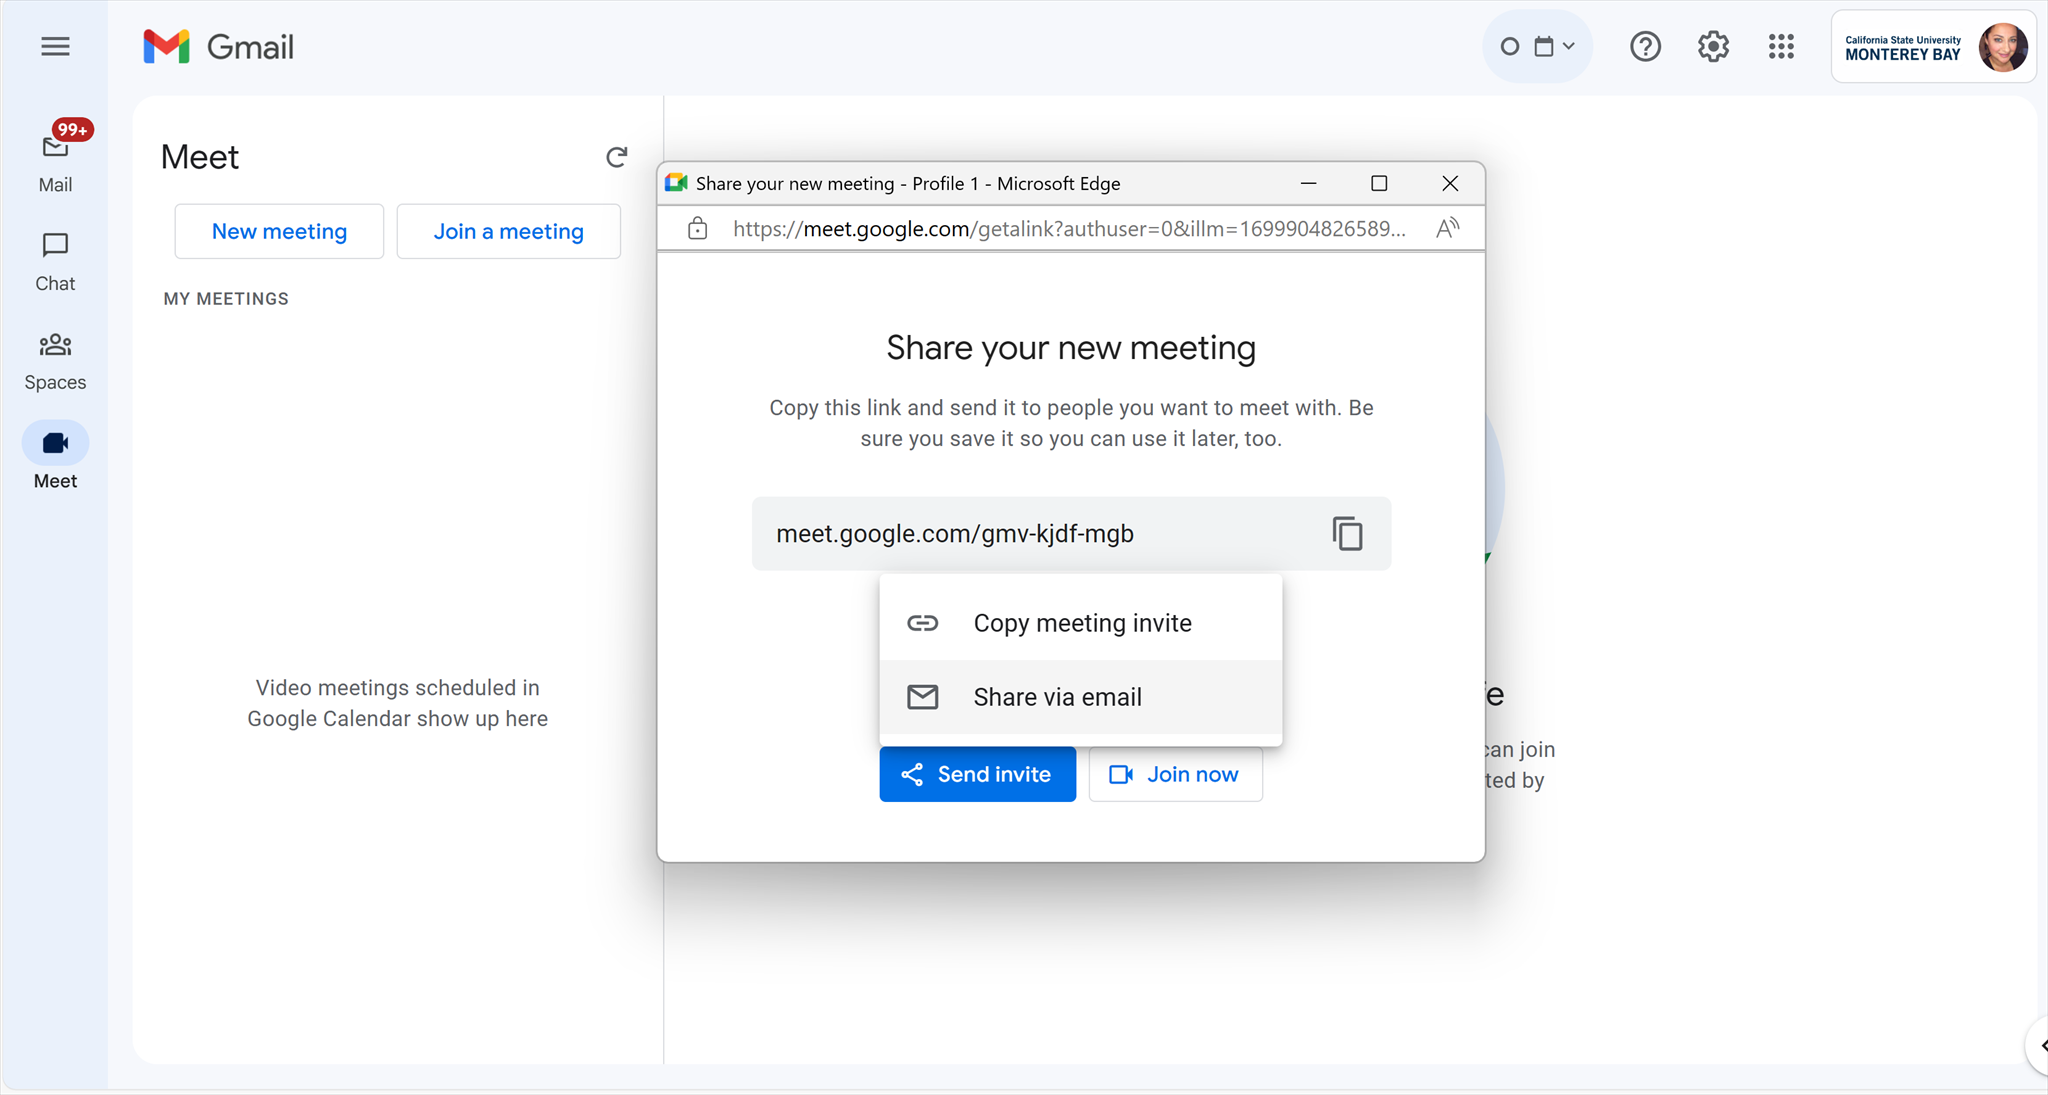 Gmail
California State University
MONTEREY BAY
99+
Mail
Chat
Spaces
Meet
Meet
New meeting
Join a meeting
MY MEETINGS
Video meetings scheduled in
Google Calendar show up here
Share your new meeting - Profile 1 - Microsoft Edge
https://meet.google.com/getalink?authuser=0&illm=1699904826589...
Share your new meeting
Copy this link and send it to people you want to meet with. Be
sure you save it so you can use it later, too.
meet.google.com/gmv-kjdf-mgb
Copy meeting invite
Share via email
Send invite
Join now
can join
ted by